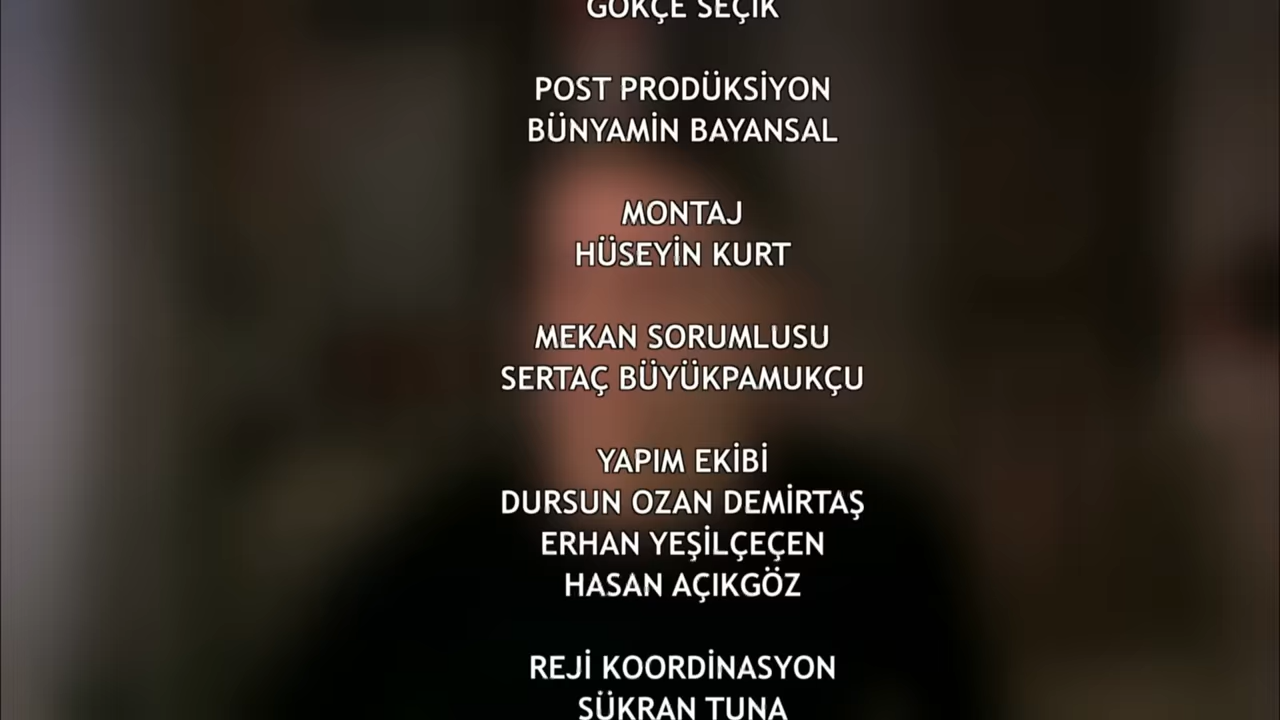 GÖKÇE SEÇİK
POST PRODÜKSİYON
BÜNYAMİN BAYANSAL
MONTAJ
HÜSEYİN KURT
MEKAN SORUMLUSU
SERTAÇ BÜYÜKPAMUKÇU
YAPIM EKİBİ
DURSUN OZAN DEMİRTAŞ
ERHAN YEŞİLÇEÇEN
HASAN AÇIKGÖZ
REJİ KOORDİNASYON
ŞÜKRAN TUNA